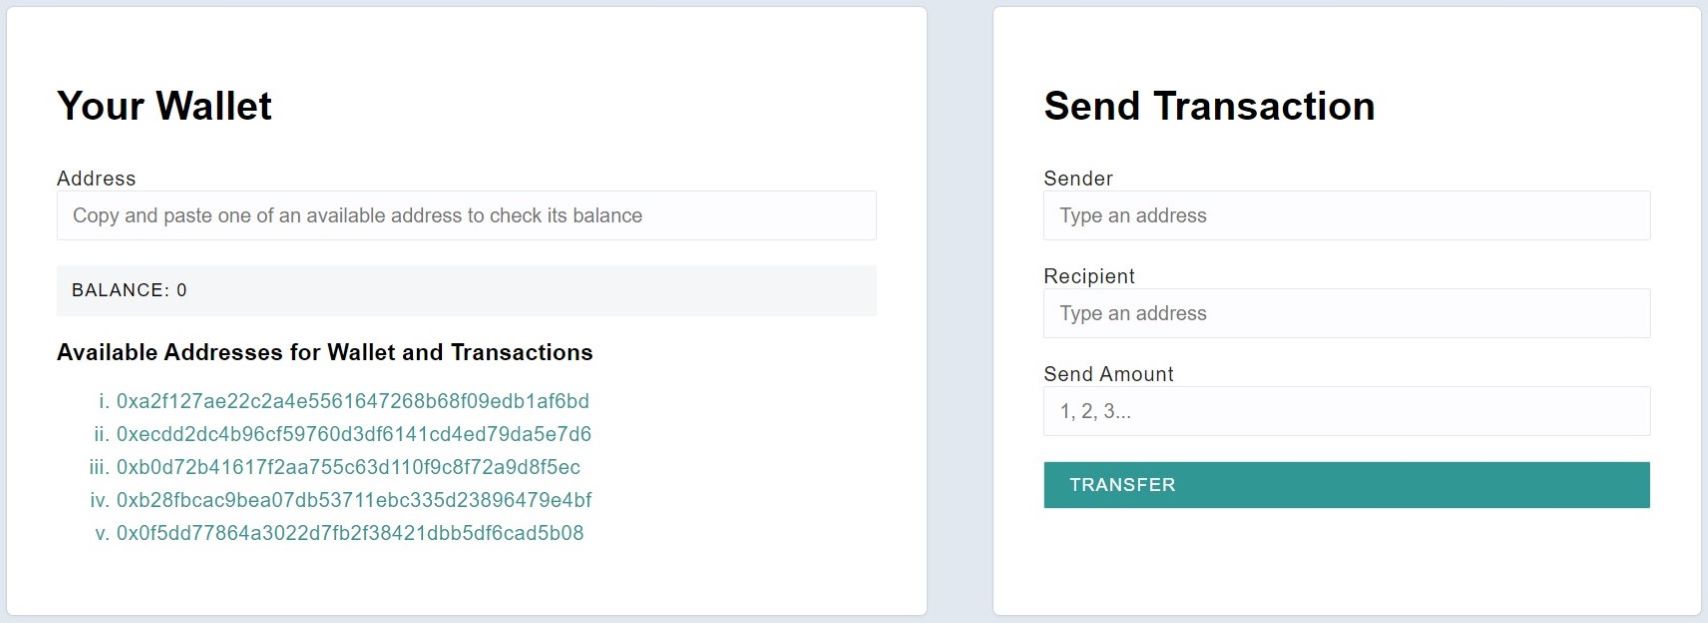 Your Wallet
Address
Copy and paste one of an available address to check its balance
BALANCE: 0
Available Addresses for Wallet and Transactions
i. 0xa2f127ae22c2a4e5561647268b68f09edb1af6bd
ii. 0xecdd2dc4b96cf59760d3df6141cd4ed79da5e7d6
iii. 0xb0d72b41617f2aa755c63d110f9c8f72a9d8f5ec
iv. 0xb28fbcac9bea07db53711ebc335d23896479e4bf
v. 0x0f5dd77864a3022d7fb2f38421dbb5df6cad5b08
Send Transaction
Sender
Type an address
Recipient
Type an address
Send Amount
1, 2, 3...
TRANSFER